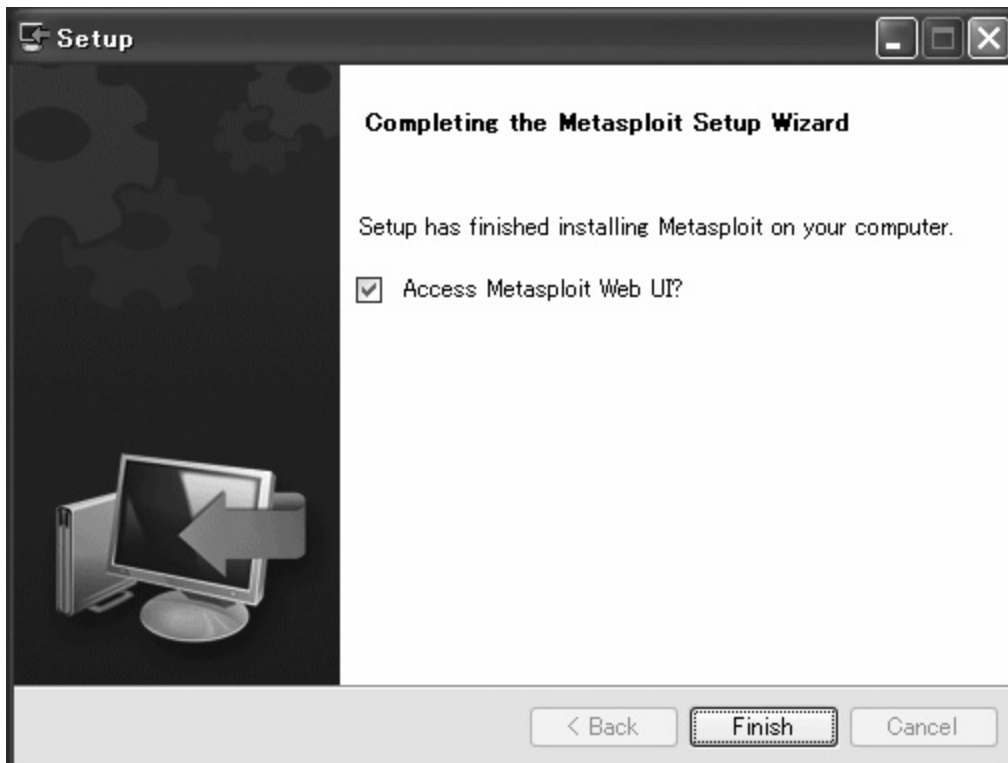 Setup
Completing the Metasploit Setup Wizard
Setup has finished installing Metasploit on your computer.
Access Metasploit Web UI?
< Back
Finish
Cancel